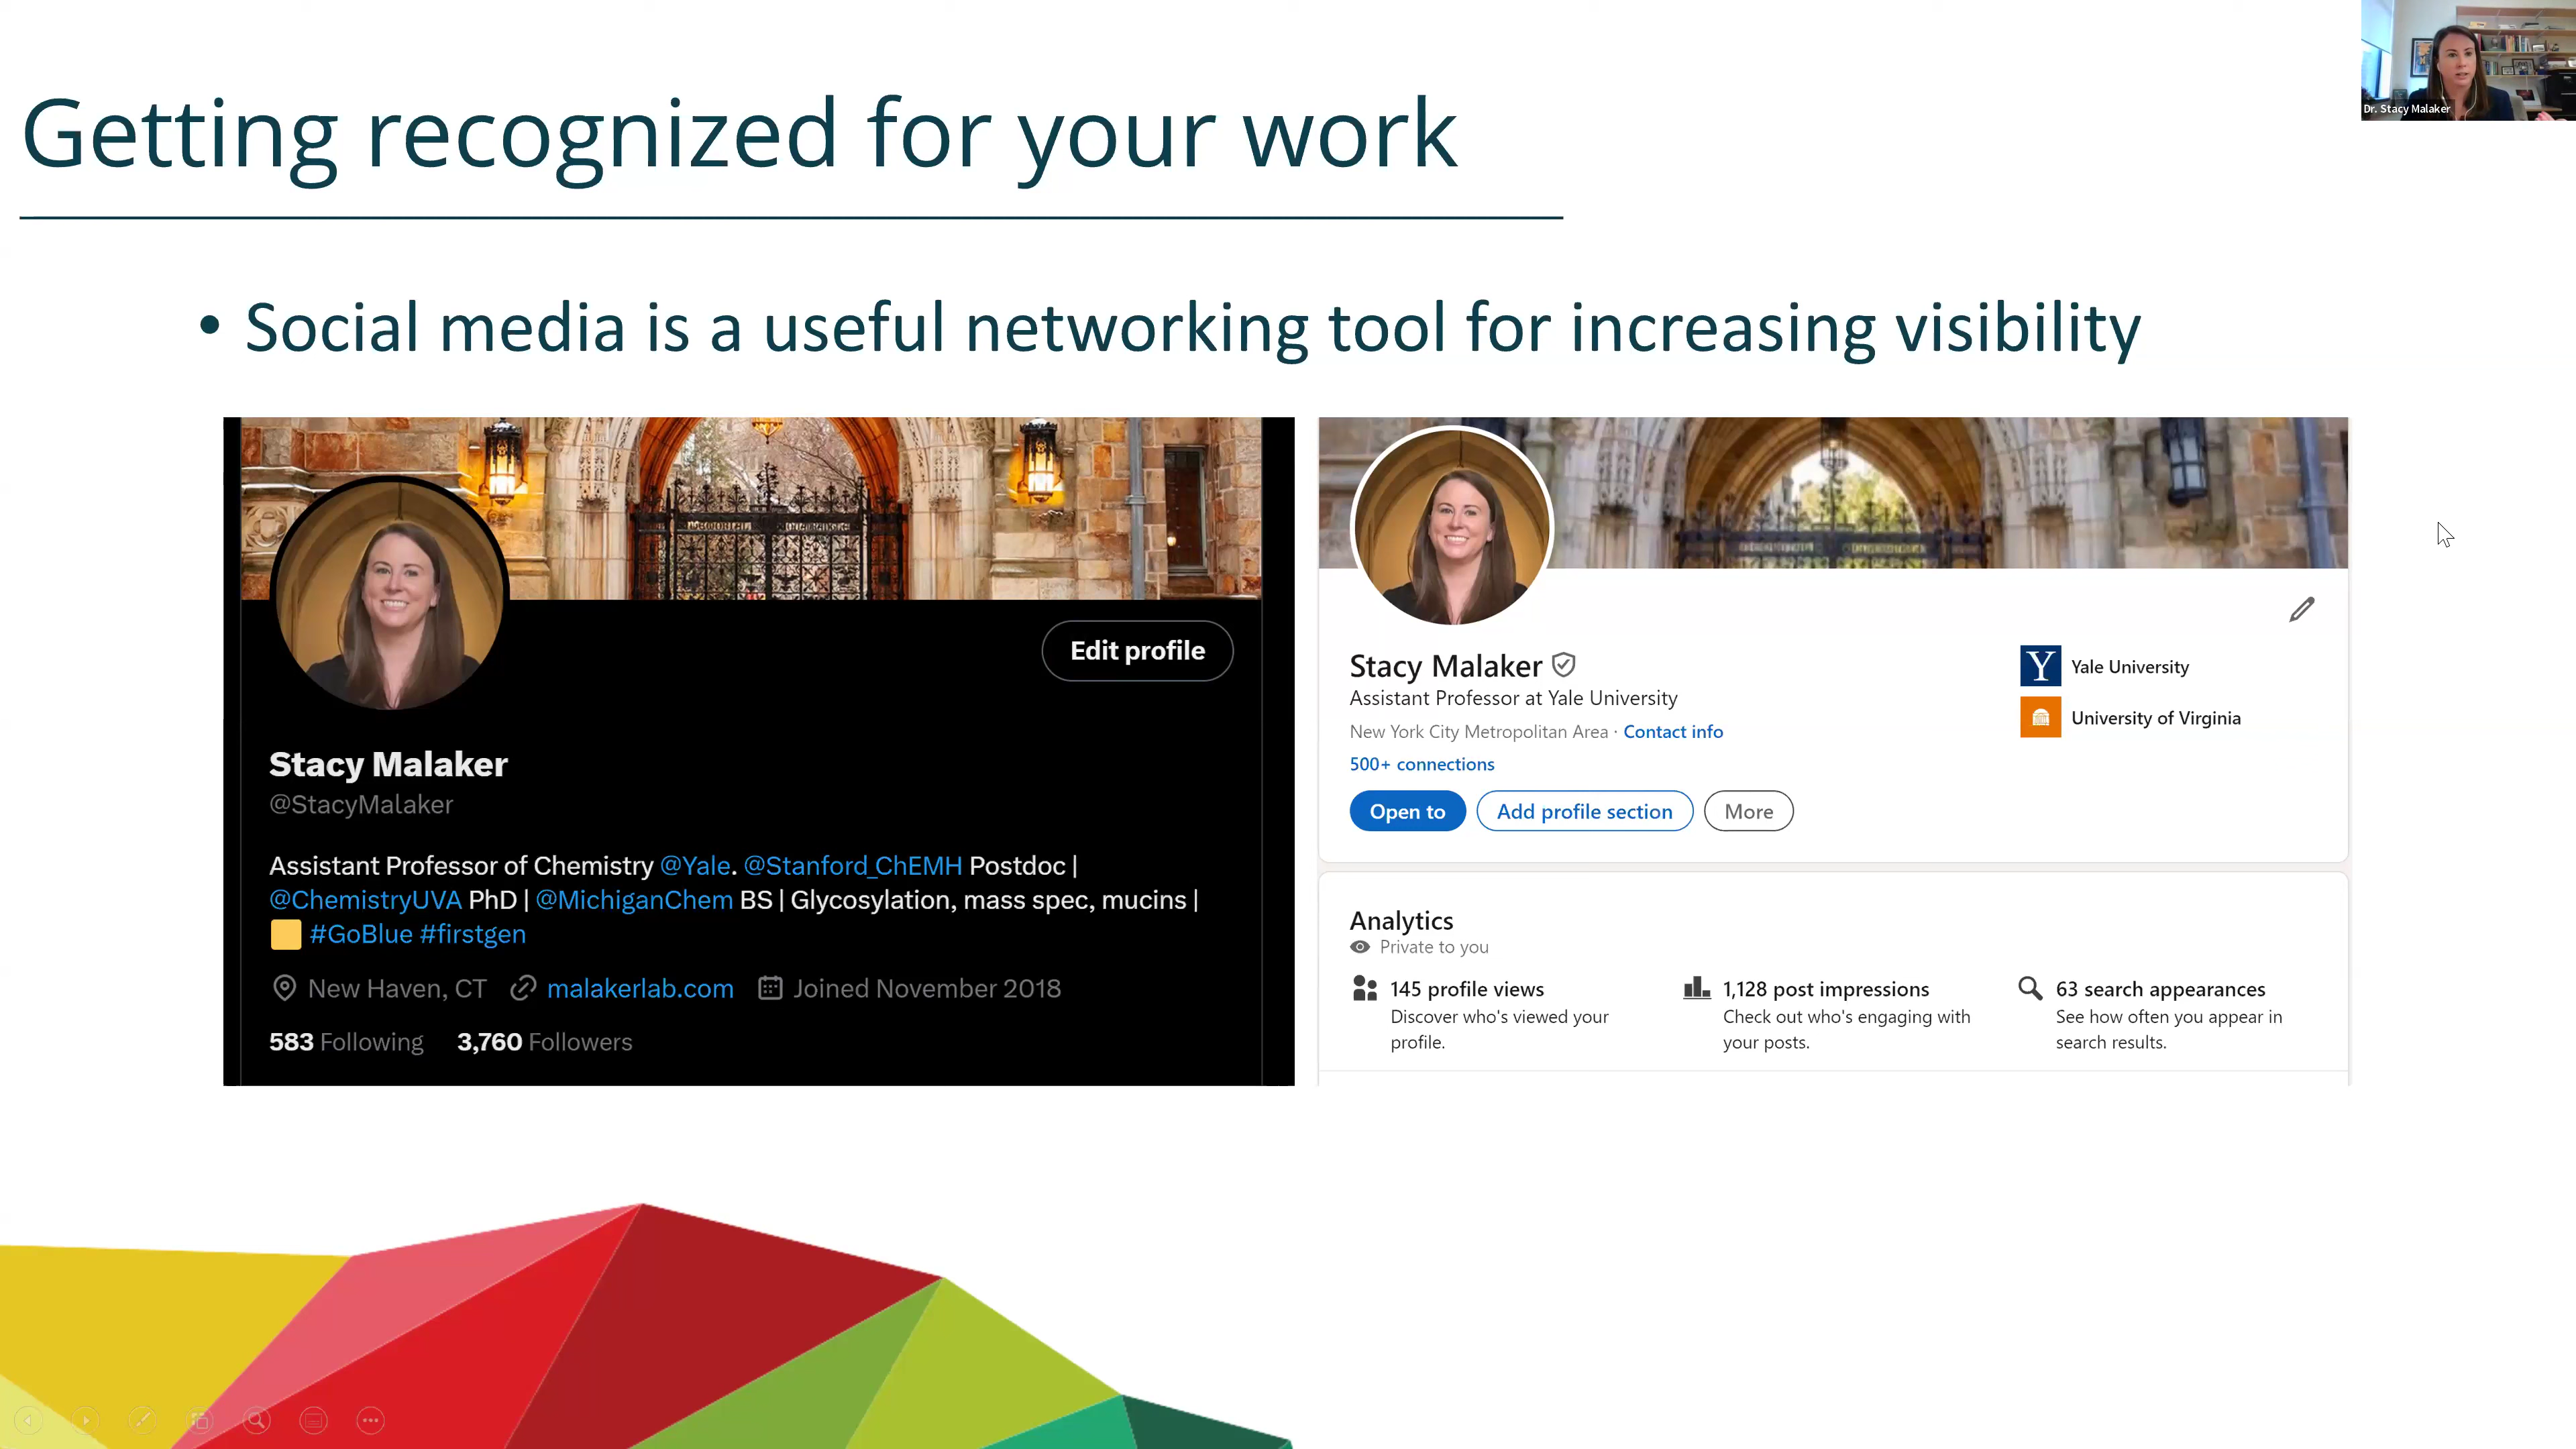 Getting recognized for your work
Dr. Stacy Malaker
• Social media is a useful networking tool for increasing visibility
Edit profile
Stacy Malaker
@StacyMalaker
Assistant Professor of Chemistry @Yale. @Stanford_ChEMH Postdoc |
@ChemistryUVA PhD | @MichiganChem BS | Glycosylation, mass spec, mucins |
#GoBlue #firstgen
New Haven, CT malakerlab.com Joined November 2018
583 Following 3,760 Followers
Stacy Malaker
Assistant Professor at Yale University
New York City Metropolitan Area · Contact info
500+ connections
Open to Add profile section More
Y Yale University
University of Virginia
Analytics
Private to you
145 profile views
Discover who's viewed your
profile.
1,128 post impressions
Check out who's engaging with
your posts.
63 search appearances
See how often you appear in
search results.